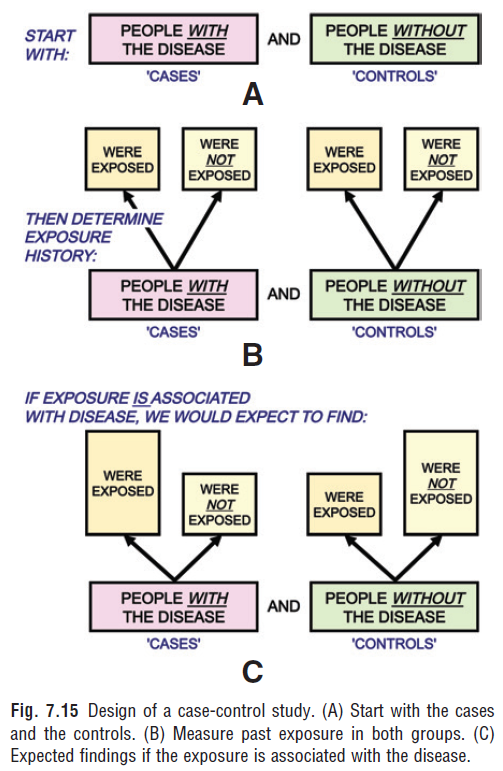 START
WITH:
PEOPLE WITH
THE DISEASE
AND
PEOPLE WITHOUT
THE DISEASE
'CASES'
'CONTROLS'
A
WERE
EXPOSED
WERE
NOT
EXPOSED
WERE
EXPOSED
WERE
NOT
EXPOSED
THEN DETERMINE
EXPOSURE
HISTORY:
PEOPLE WITH
THE DISEASE
AND
PEOPLE WITHOUT
THE DISEASE
'CASES'
'CONTROLS'
B
IF EXPOSURE IS ASSOCIATED
WITH DISEASE, WE WOULD EXPECT TO FIND:
WERE
EXPOSED
WERE
NOT
EXPOSED
WERE
EXPOSED
WERE
NOT
EXPOSED
PEOPLE WITH
THE DISEASE
AND
PEOPLE WITHOUT
THE DISEASE
'CASES'
'CONTROLS'
C
Fig. 7.15 Design of a case-control study. (A) Start with the cases
and the controls. (B) Measure past exposure in both groups. (C)
Expected findings if the exposure is associated with the disease.